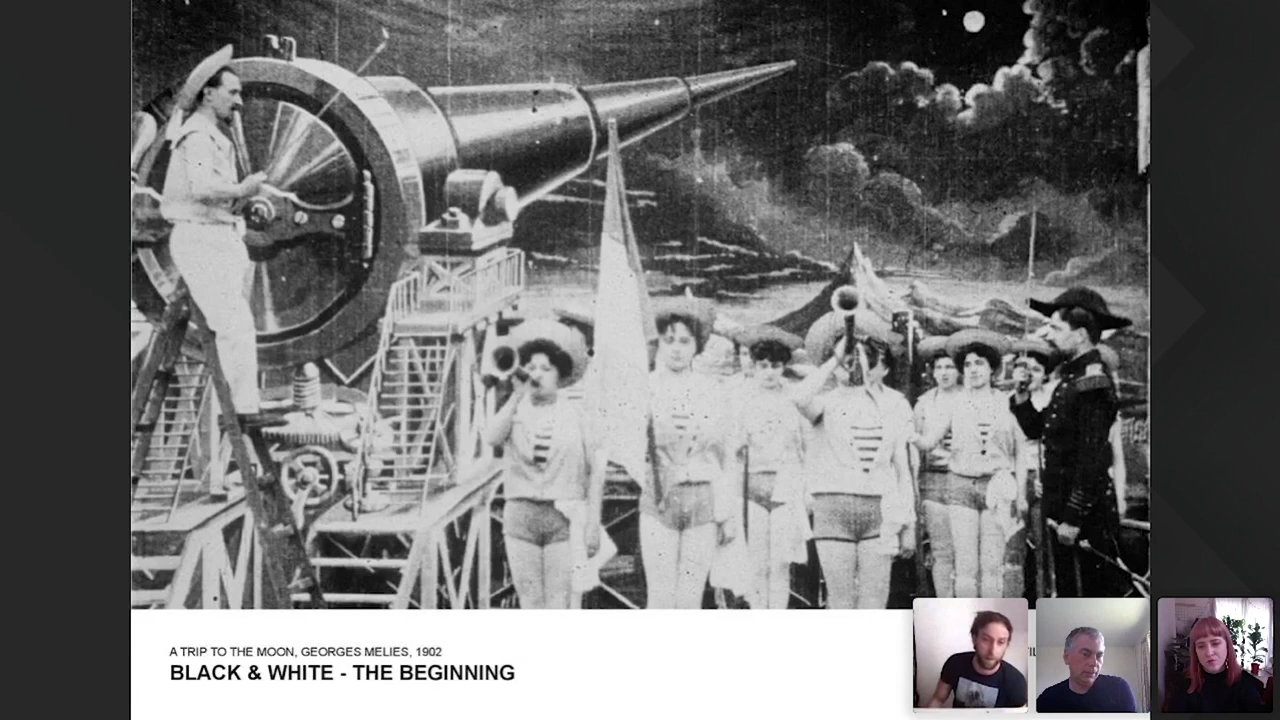 A TRIP TO THE MOON, GEORGES MELIES, 1902
BLACK & WHITE - THE BEGINNING